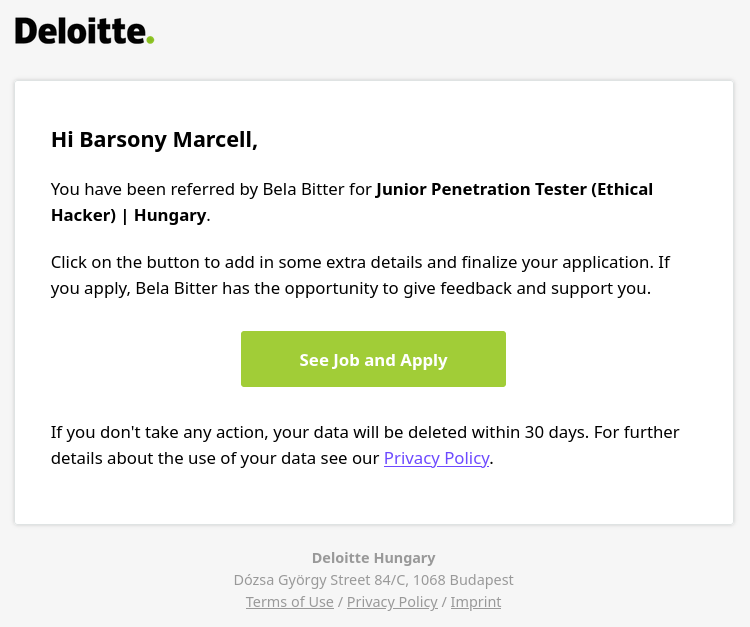 Deloitte.
Hi Barsony Marcell,
You have been referred by Bela Bitter for Junior Penetration Tester (Ethical
Hacker) | Hungary.
Click on the button to add in some extra details and finalize your application. If
you apply, Bela Bitter has the opportunity to give feedback and support you.
See Job and Apply
If you don't take any action, your data will be deleted within 30 days. For further
details about the use of your data see our Privacy Policy.
Deloitte Hungary
Dózsa György Street 84/C, 1068 Budapest
Terms of Use / Privacy Policy / Imprint